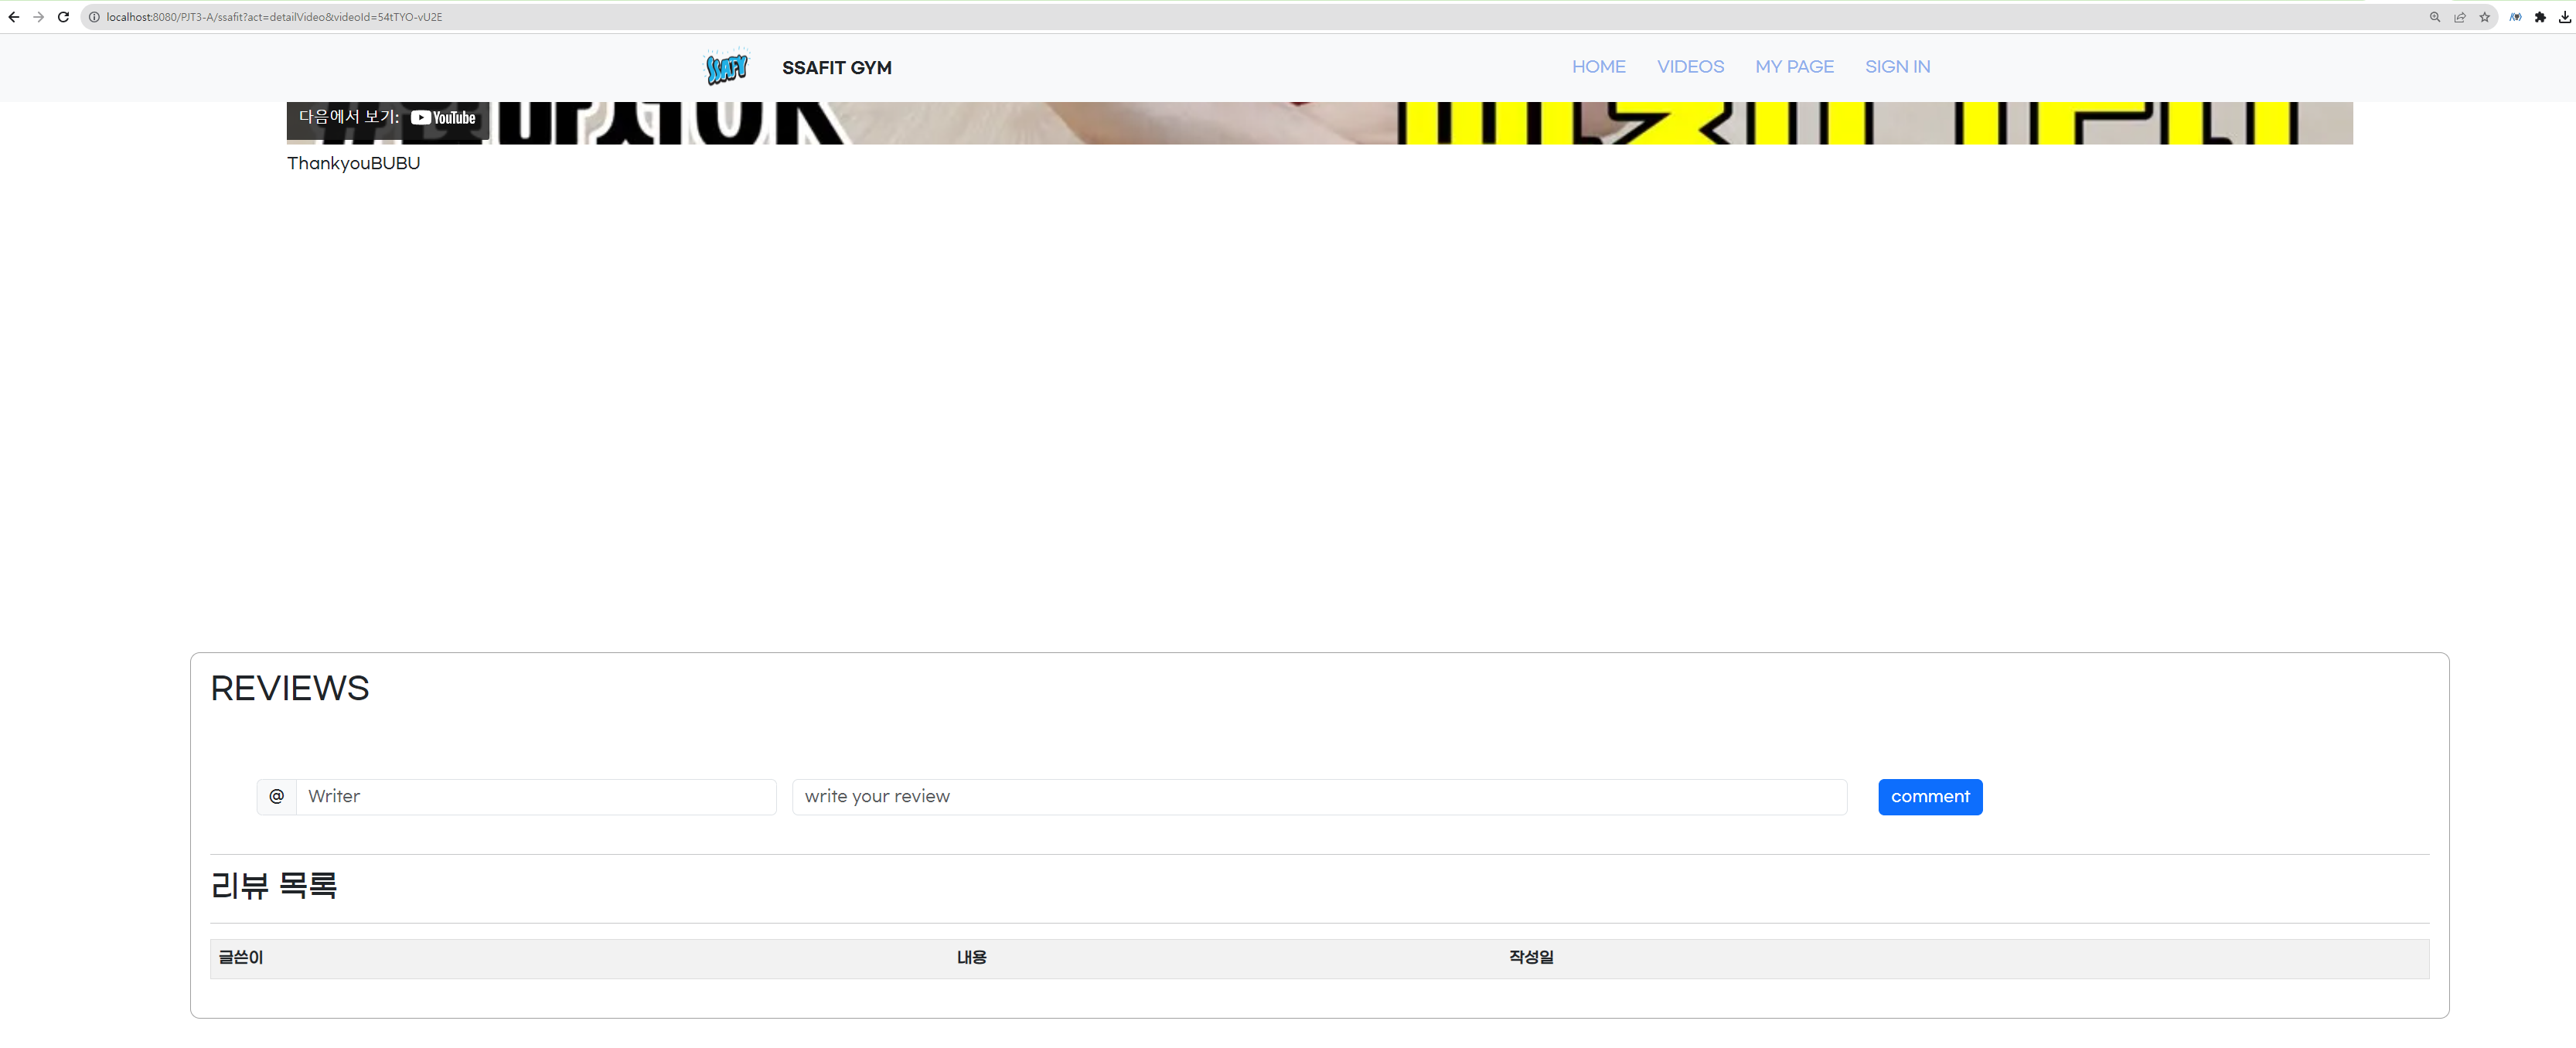 localhost:8080/PJT3-A/ssafit?act=detailVideo&videoId=54tTYO-vU2E
SSAFY
SSAFIT GYM
HOME
VIDEOS
MY PAGE
SIGN IN
다음에서 보기: YouTube
ThankyouBUBU
REVIEWS
@ Writer
write your review
comment
리뷰 목록
글쓴이 내용 작성일